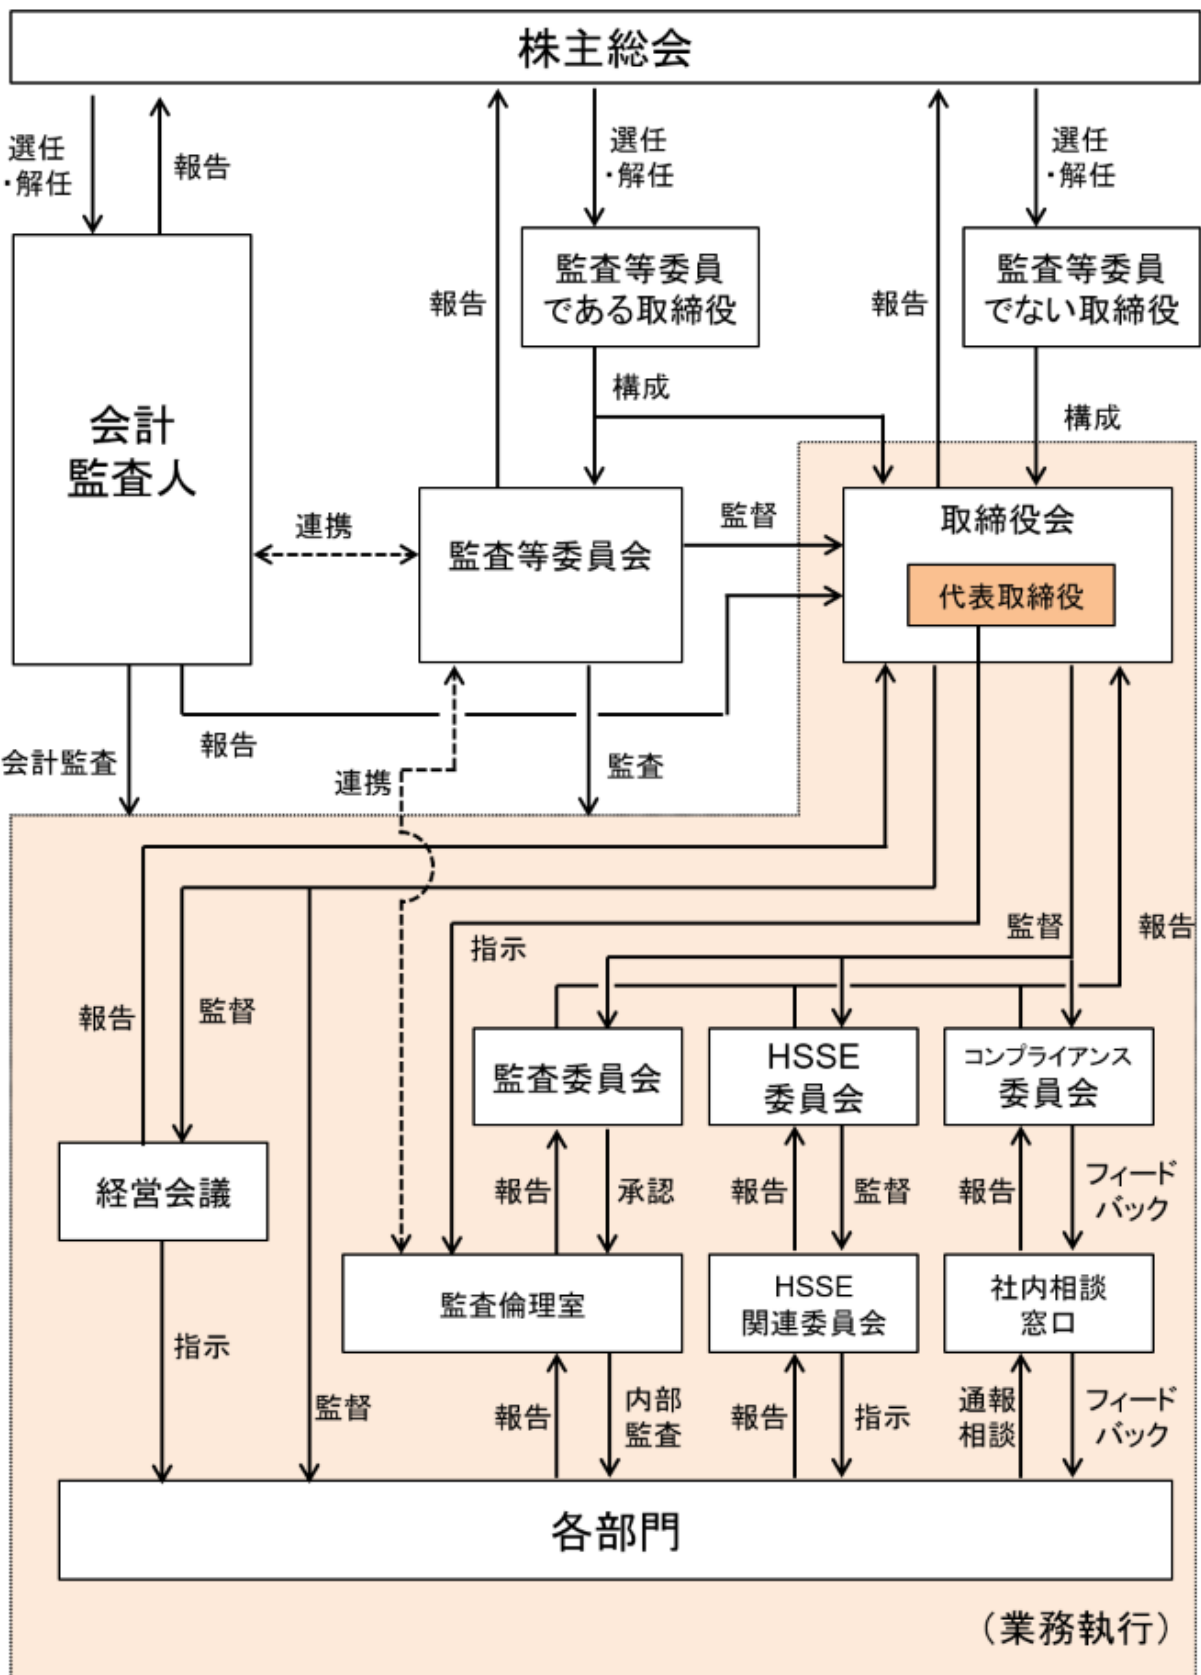 株主総会
選任
・解任
報告
選任
・解任
選任
・解任
監査等委員
である取締役
監査等委員
でない取締役
報告
報告
構成
構成
会計
監査人
連携
監査等委員会
監督
取締役会
代表取締役
会計監査
報告
連携
監査
指示
監督
報告
報告
監督
監査委員会
HSSE
委員会
コンプライアンス
委員会
経営会議
報告
承認
報告
監督
報告
フィード
バック
監査倫理室
HSSE
関連委員会
社内相談
窓口
指示
監督
報告
内部
監査
報告
指示
通報
相談
フィード
バック
各部門
（業務執行）